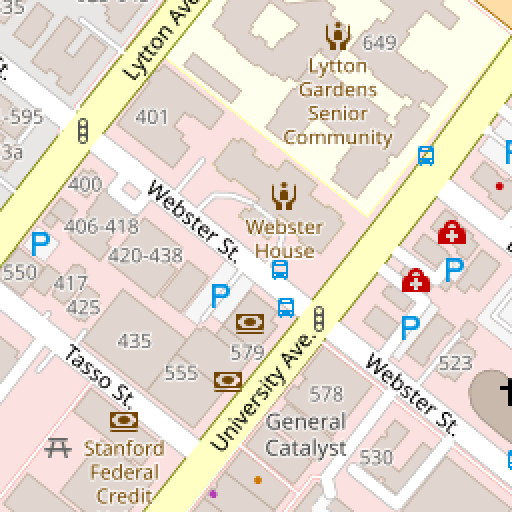 Lytton Ave.
649
Lytton
Gardens
Senior
Community
401
-595
3a
400
Webster St.
Webster
House
406-418
420-438
P
550
417
425
P
P
P
435
579
555
University Ave.
Tasso St.
578
General
Catalyst
Webster St.
523
530
Stanford
Federal
Credit